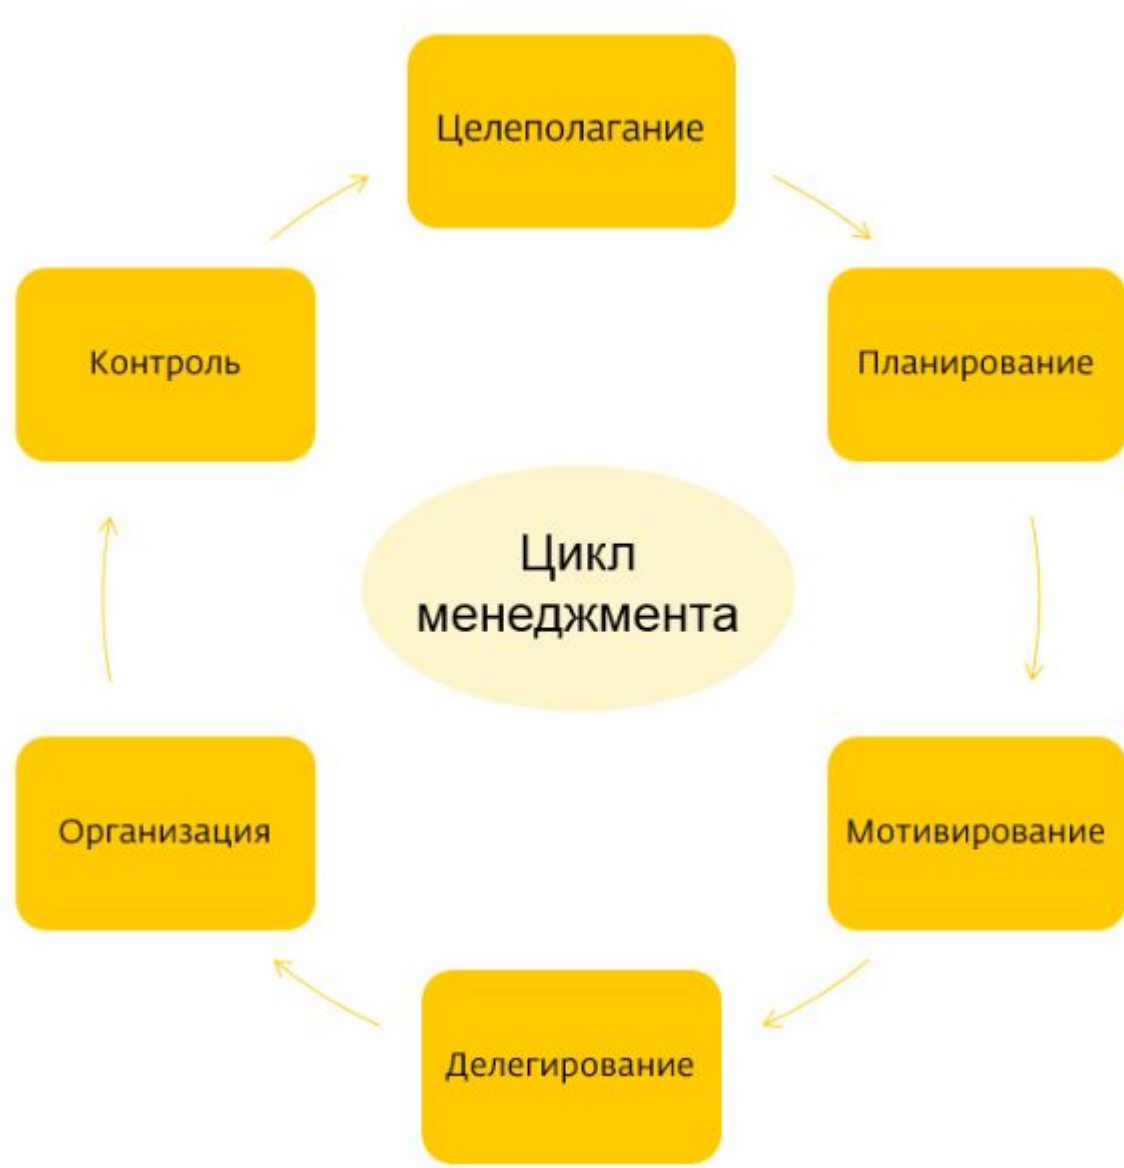 Целеполагание
Планирование
Мотивирование
Делегирование
Организация
Контроль
Цикл
менеджмента